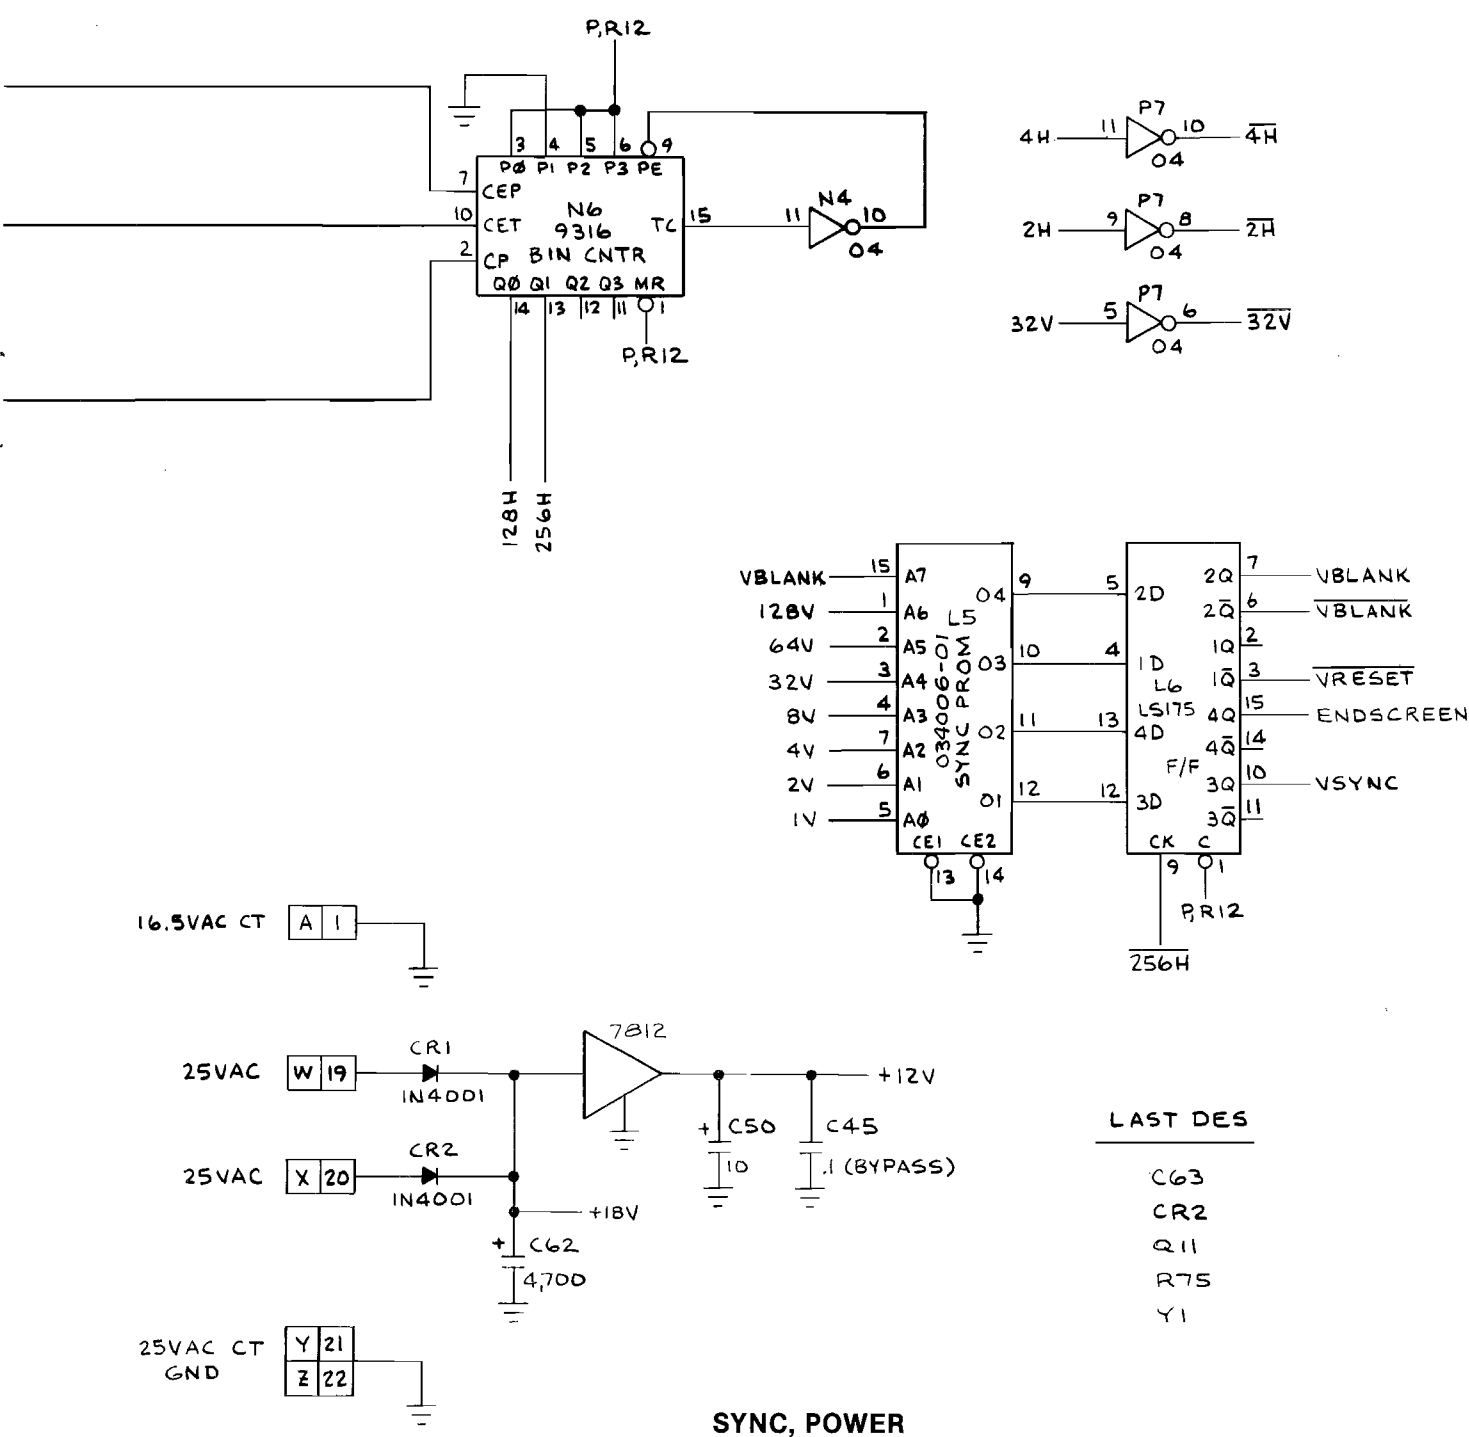 P,R12
3 4 5 6 9
PØ P1 P2 P3 PE
7 CEP
10 CET
2 CP
N6
9316
BIN CNTR
TC 15
QØ Q1 Q2 Q3 MR
14 13 12 11 1
P,R12
128H
256H
11 N4 10
04
P7
4H 11 10 4H
04
P7
2H 9 8 2H
04
P7
32V 5 6 32V
04
VBLANK 15 A7
128V 1 A6
64V 2 A5
32V 3 A4
8V 4 A3
4V 7 A2
2V 6 A1
1V 5 AØ
L5
034006-01
SYNC PROM
04 9
03 10
02 11
01 12
CE1 CE2
13 14
5 2D
4 1D
13 4D
12 3D
L6
LS175
F/F
2Q 7 VBLANK
2Q̅ 6 VBLANK
1Q 2
1Q̅ 3 VRESET
4Q 15 ENDSCREEN
4Q̅ 14
3Q 10 VSYNC
3Q̅ 11
CK C
9 1
P,R12
256H
16.5VAC CT A 1
25VAC W 19
CR1
1N4001
7812
+12V
25VAC X 20
CR2
1N4001
+18V
+ C62
4,700
+ C50
10
C45
.1 (BYPASS)
25VAC CT Y 21
GND Z 22
LAST DES
C63
CR2
Q11
R75
Y1
SYNC, POWER